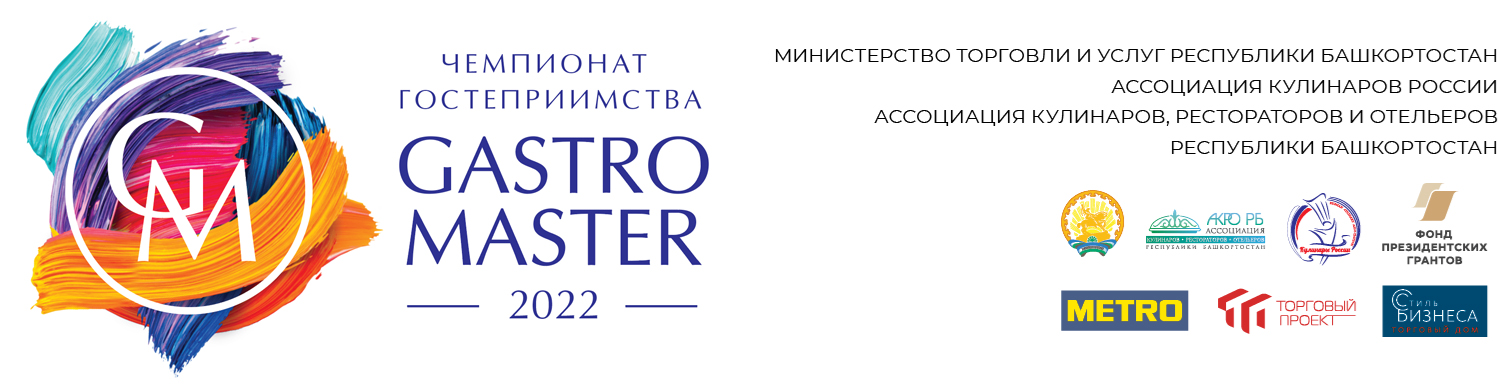 GM
ЧЕМПИОНАТ
ГОСТЕПРИИМСТВА
GASTRO
MASTER
2022
МИНИСТЕРСТВО ТОРГОВЛИ И УСЛУГ РЕСПУБЛИКИ БАШКОРТОСТАН
АССОЦИАЦИЯ КУЛИНАРОВ РОССИИ
АССОЦИАЦИЯ КУЛИНАРОВ, РЕСТОРАТОРОВ И ОТЕЛЬЕРОВ
РЕСПУБЛИКИ БАШКОРТОСТАН
АКРО РБ
АССОЦИАЦИЯ
КУЛИНАРОВ • РЕСТОРАТОРОВ • ОТЕЛЬЕРОВ
РЕСПУБЛИКИ БАШКОРТОСТАН
Кулинары России
ФОНД
ПРЕЗИДЕНТСКИХ
ГРАНТОВ
METRO
ТОРГОВЫЙ
ПРОЕКТ
Стиль
БИЗНЕСА
ТОРГОВЫЙ ДОМ